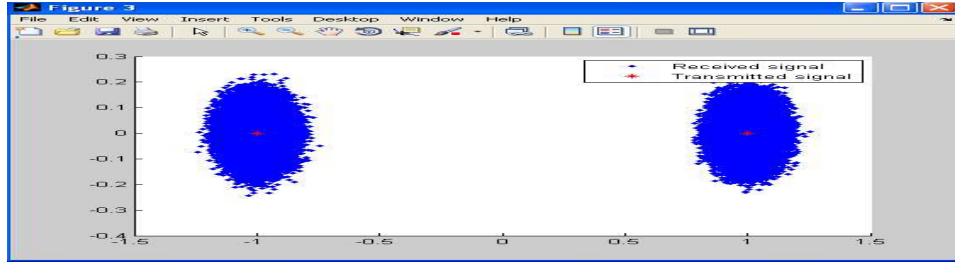 Figure 3
File Edit View Insert Tools Desktop Window Help
Received signal
Transmitted signal
0.3
0.2
0.1
0
-0.1
-0.2
-0.3
-0.4
-1.5 -1 -0.5 0 0.5 1 1.5